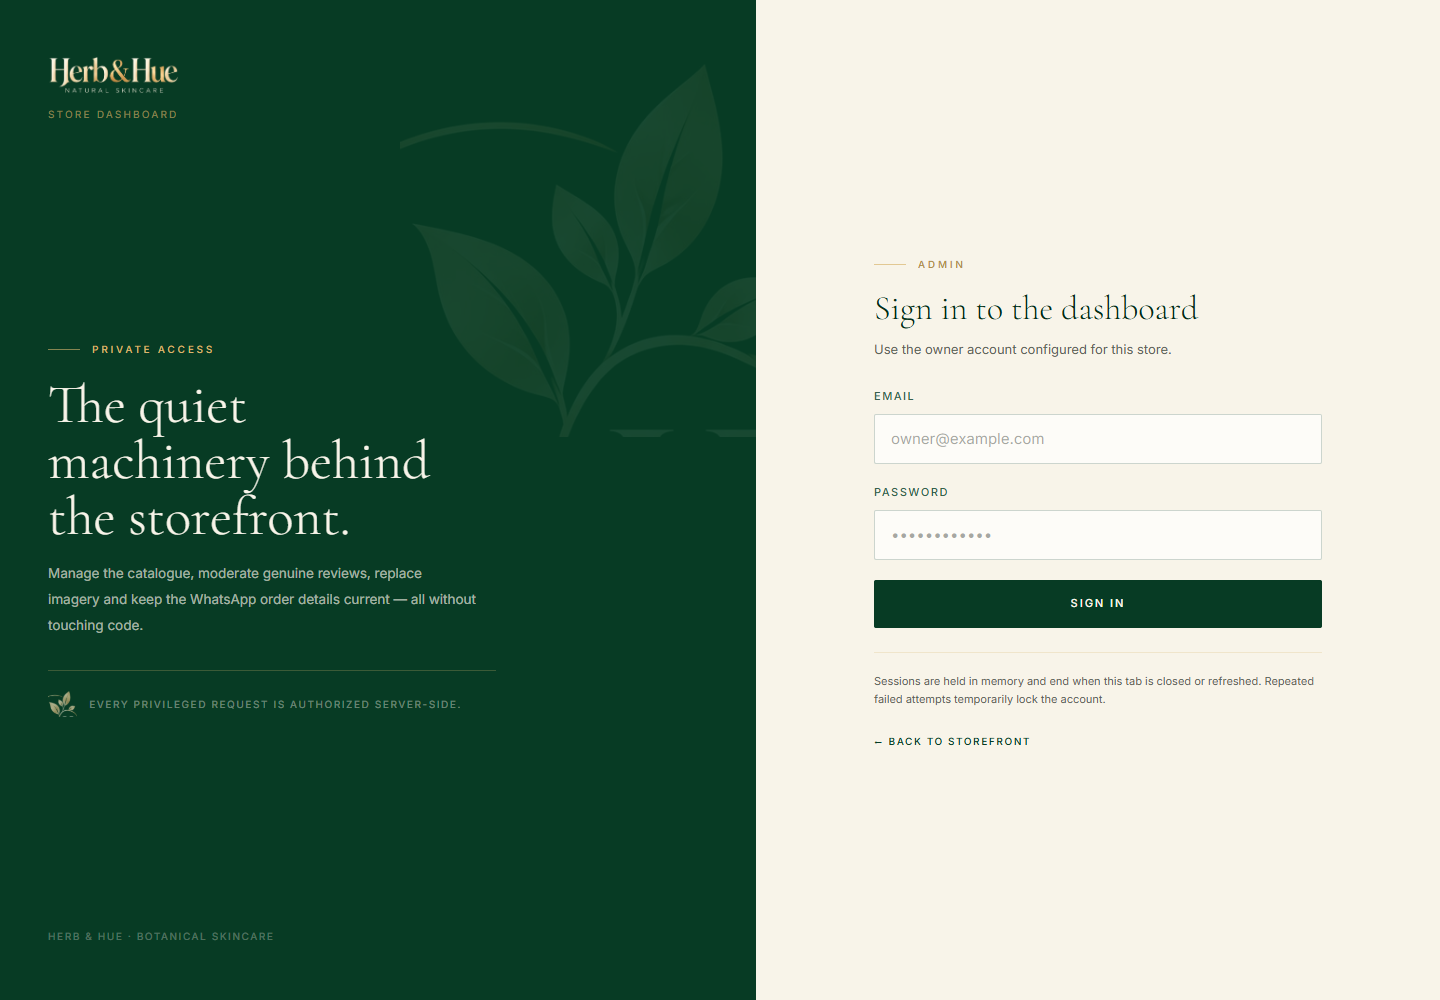 Herb&Hue
NATURAL SKINCARE
STORE DASHBOARD
PRIVATE ACCESS
The quiet
machinery behind
the storefront.
Manage the catalogue, moderate genuine reviews, replace
imagery and keep the WhatsApp order details current — all without
touching code.
EVERY PRIVILEGED REQUEST IS AUTHORIZED SERVER-SIDE.
HERB & HUE · BOTANICAL SKINCARE
ADMIN
Sign in to the dashboard
Use the owner account configured for this store.
EMAIL
owner@example.com
PASSWORD
••••••••••••
SIGN IN
Sessions are held in memory and end when this tab is closed or refreshed. Repeated
failed attempts temporarily lock the account.
← BACK TO STOREFRONT